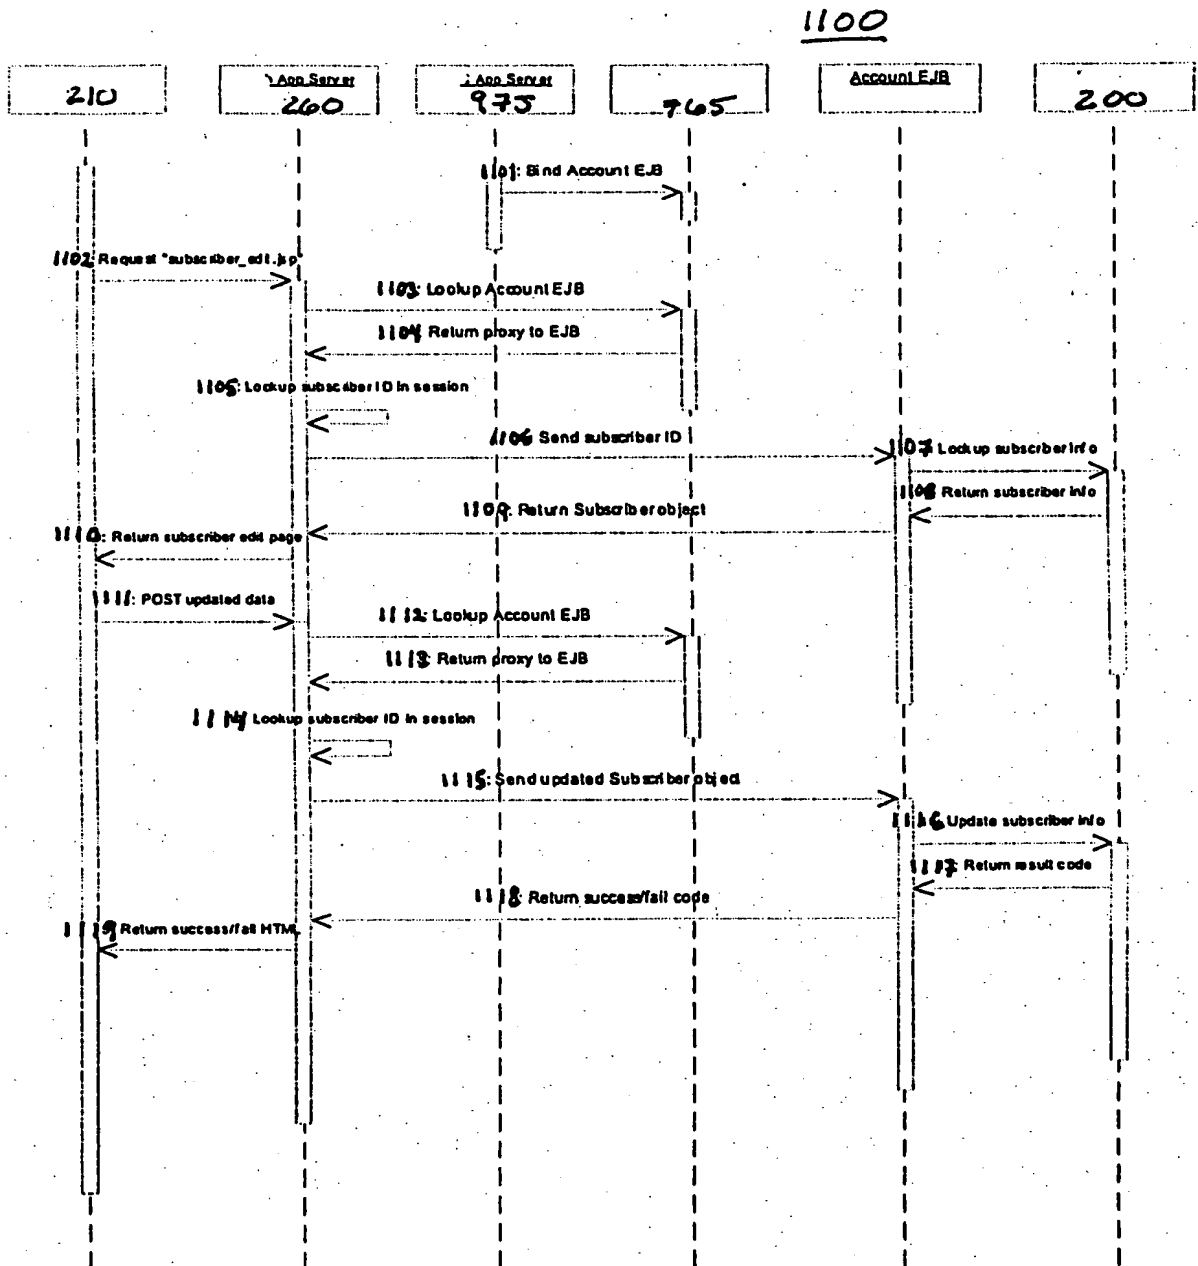 1100
210
App Server
260
App Server
975
765
Account EJB
200
1101: Bind Account EJB
1102: Request "subscriber_edit.jsp"
1103: Lookup Account EJB
1104 Return proxy to EJB
1105: Lookup subscriber ID in session
1106 Send subscriber ID
1107 Lookup subscriber info
1108 Return subscriber info
1109: Return Subscriber object
1110: Return subscriber edit page
1111: POST updated data
1112: Lookup Account EJB
1113: Return proxy to EJB
1114 Lookup subscriber ID in session
1115: Send updated Subscriber object
1116 Update subscriber info
1117 Return result code
1118: Return success/fail code
1119 Return success/fail HTML